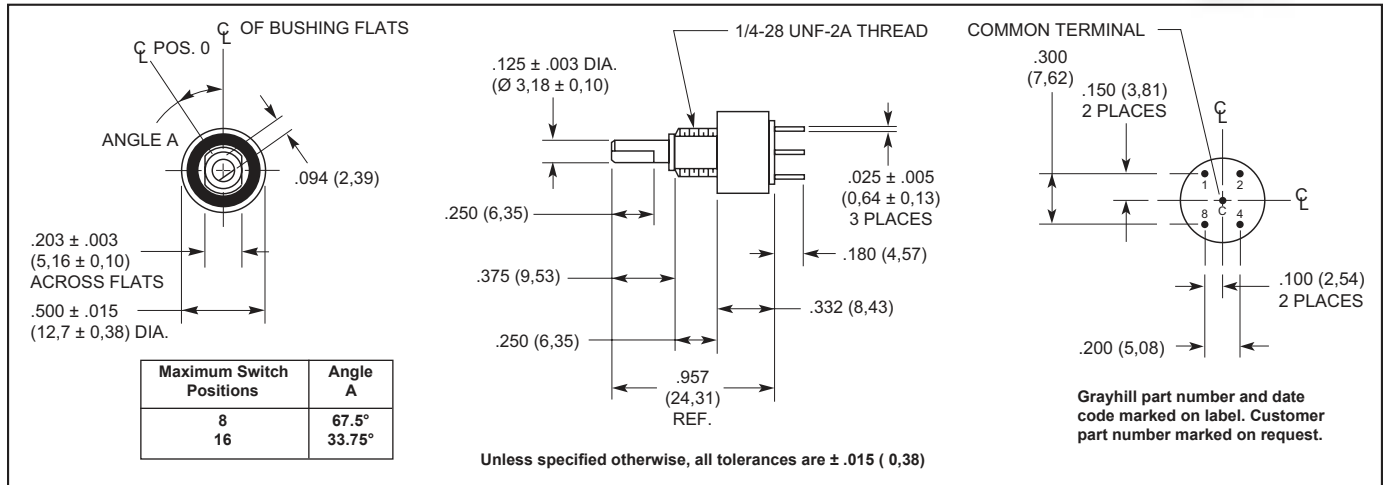 ℄ OF BUSHING FLATS
℄ POS. 0
ANGLE A
.094 (2,39)
.203 ± .003
(5,16 ± 0,10)
ACROSS FLATS
.500 ± .015
(12,7 ± 0,38) DIA.
Maximum Switch Positions | Angle A
8 | 67.5°
16 | 33.75°
1/4-28 UNF-2A THREAD
.125 ± .003 DIA.
(Ø 3,18 ± 0,10)
.025 ± .005
(0,64 ± 0,13)
3 PLACES
.250 (6,35)
.180 (4,57)
.375 (9,53)
.332 (8,43)
.250 (6,35)
.957
(24,31)
REF.
Unless specified otherwise, all tolerances are ± .015 ( 0,38)
COMMON TERMINAL
.300
(7,62)
.150 (3,81)
2 PLACES
℄
1 2
C
℄
8 4
.100 (2,54)
2 PLACES
.200 (5,08)
Grayhill part number and date
code marked on label. Customer
part number marked on request.